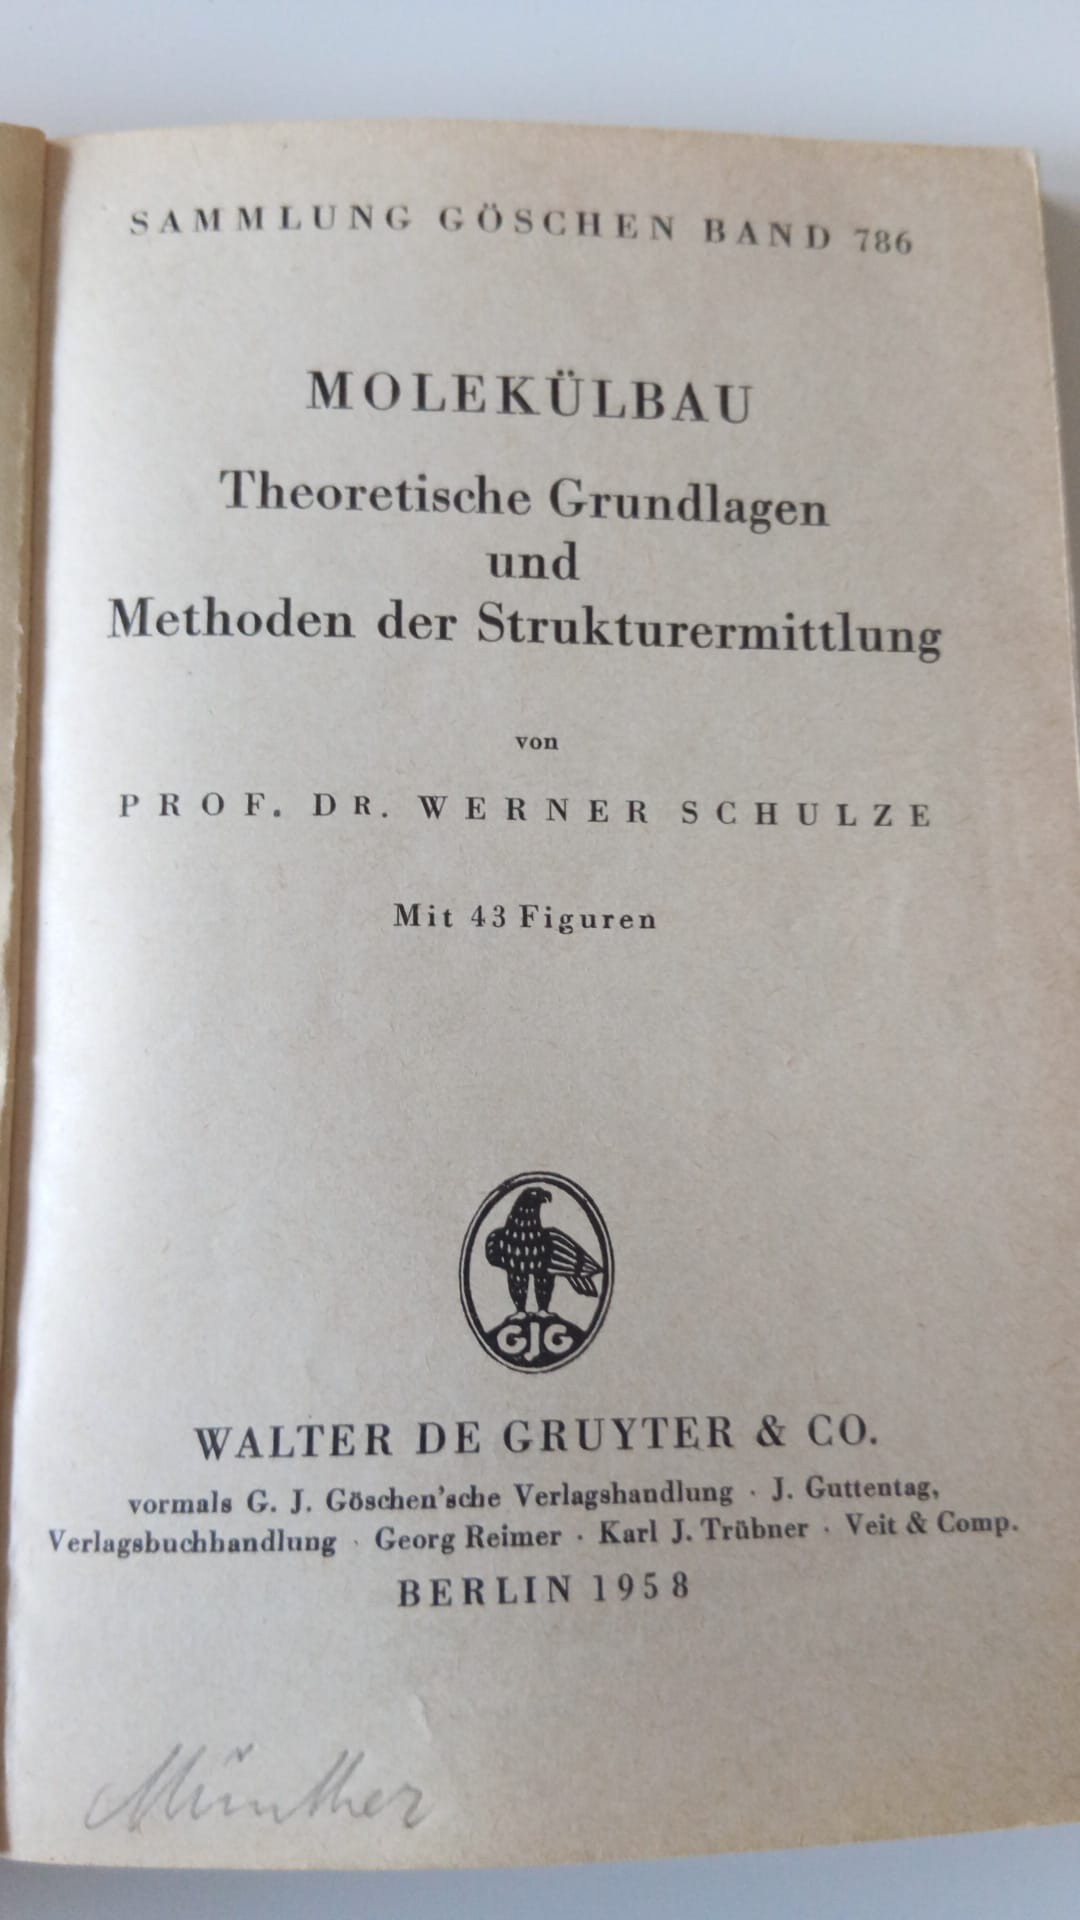 SAMMLUNG GÖSCHEN BAND 786
MOLEKÜLBAU
Theoretische Grundlagen
und
Methoden der Strukturermittlung
von
PROF. DR. WERNER SCHULZE
Mit 43 Figuren
GJG
WALTER DE GRUYTER & CO.
vormals G. J. Göschen'sche Verlagshandlung · J. Guttentag,
Verlagsbuchhandlung · Georg Reimer · Karl J. Trübner · Veit & Comp.
BERLIN 1958
Münther